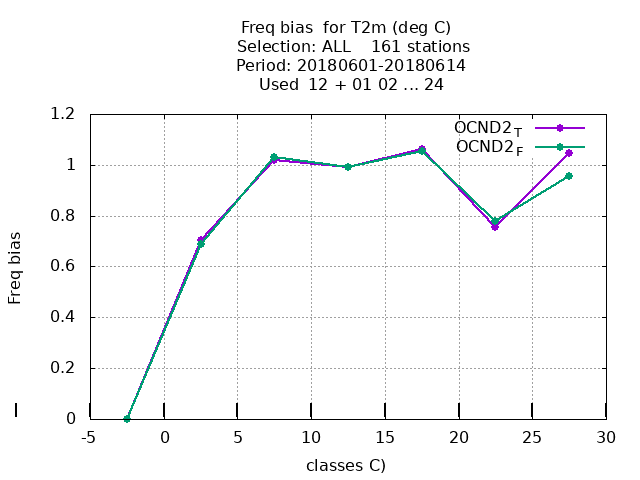 Freq bias  for T2m (deg C)
Selection: ALL    161 stations
Period: 20180601-20180614
Used  12 + 01 02 ... 24
OCND2_T
OCND2_F
1.2
1
0.8
0.6
0.4
0.2
0
Freq bias
-5
0
5
10
15
20
25
30
classes C)